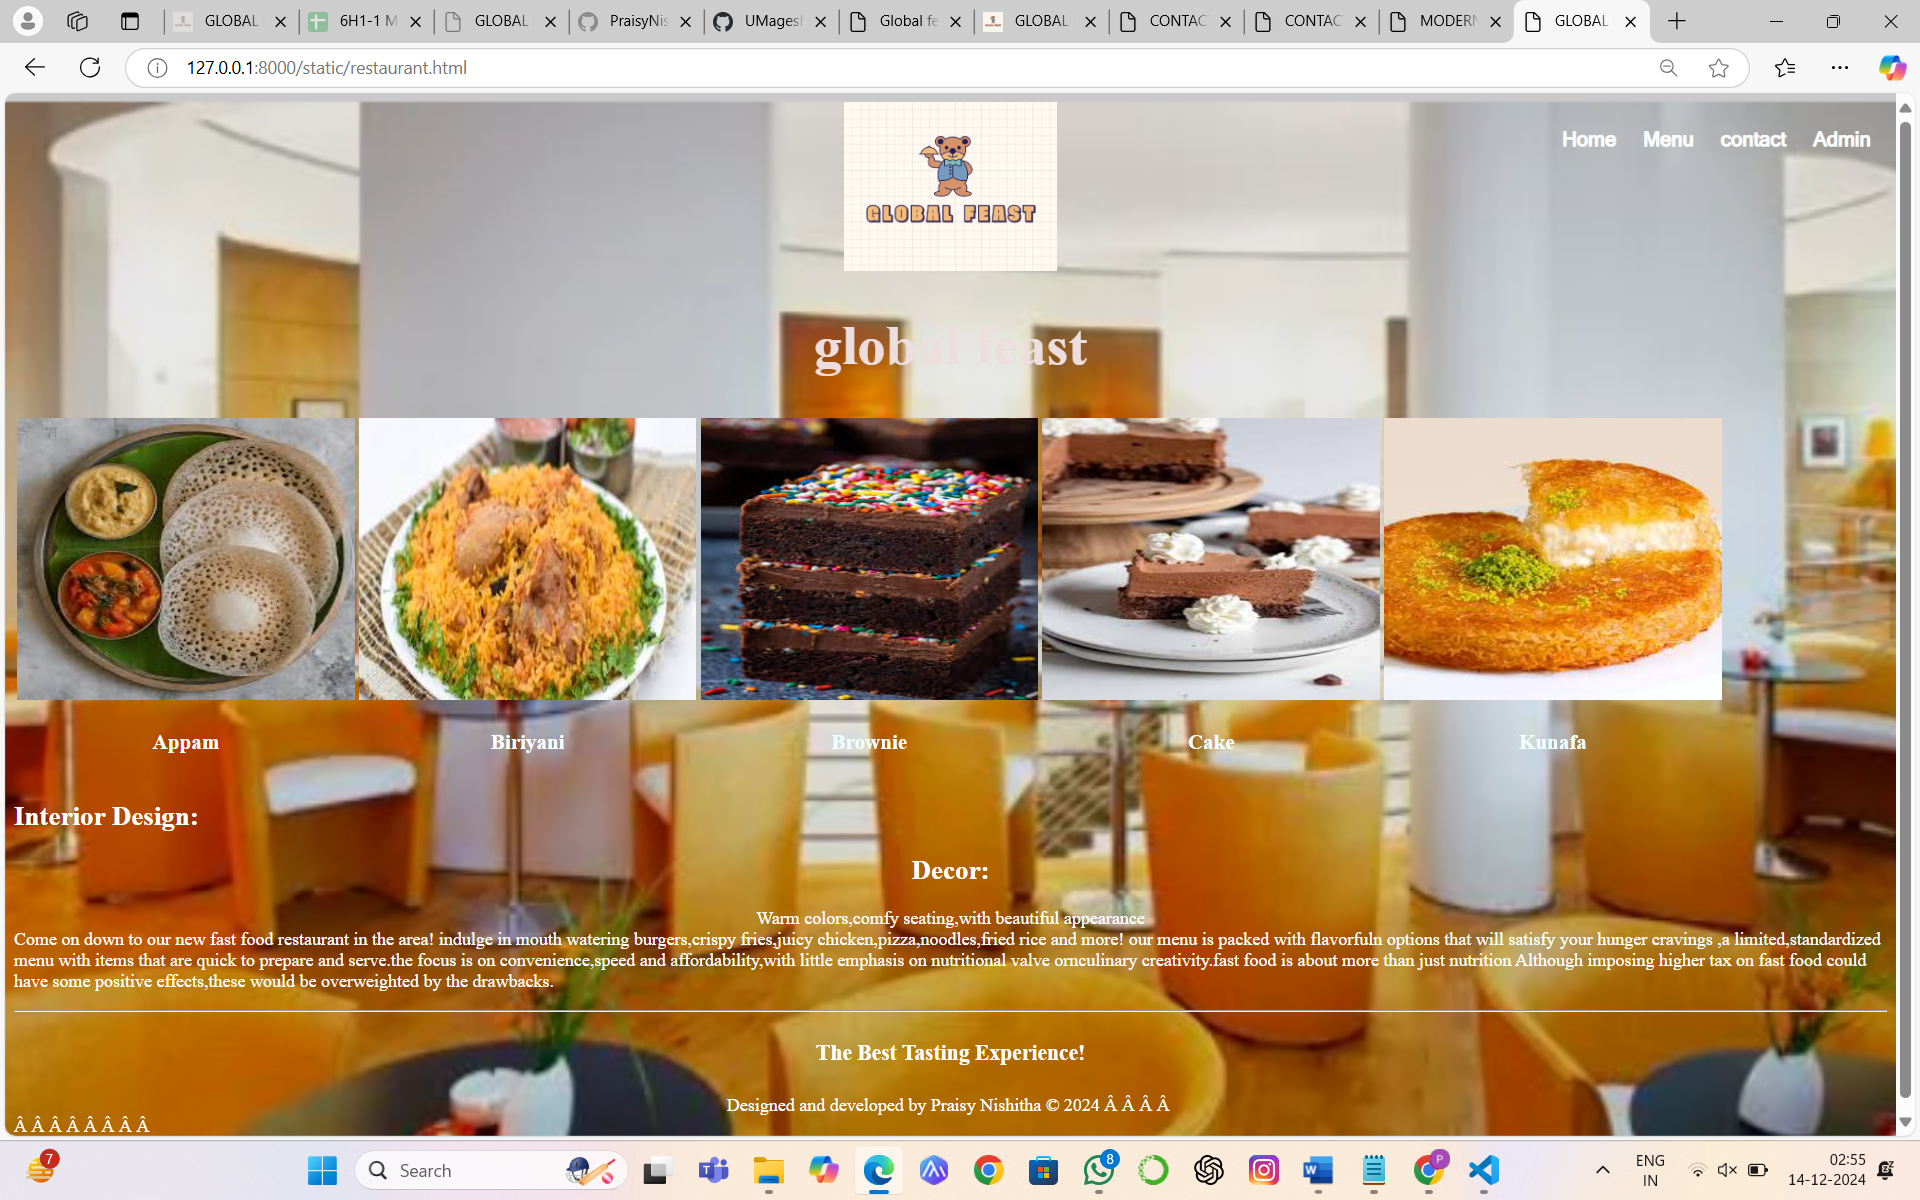 GLOBAL
6H1-1 M
GLOBAL
PraisyNis
UMagesh
Global fe
GLOBAL
CONTAC
CONTAC
MODERN
GLOBAL
127.0.0.1:8000/static/restaurant.html
Home Menu contact Admin
GLOBAL FEAST
global feast
Appam Biriyani Brownie Cake Kunafa
Interior Design:
Decor:
Warm colors,comfy seating,with beautiful appearance
Come on down to our new fast food restaurant in the area! indulge in mouth watering burgers,crispy fries,juicy chicken,pizza,noodles,fried rice and more! our menu is packed with flavorfuln options that will satisfy your hunger cravings ,a limited,standardized
menu with items that are quick to prepare and serve.the focus is on convenience,speed and affordability,with little emphasis on nutritional valve ornculinary creativity.fast food is about more than just nutrition Although imposing higher tax on fast food could
have some positive effects,these would be overweighted by the drawbacks.
The Best Tasting Experience!
Designed and developed by Praisy Nishitha © 2024 Â Â Â Â
Â Â Â Â Â Â Â Â
7
Search
8
P
ENG
IN
02:55
14-12-2024